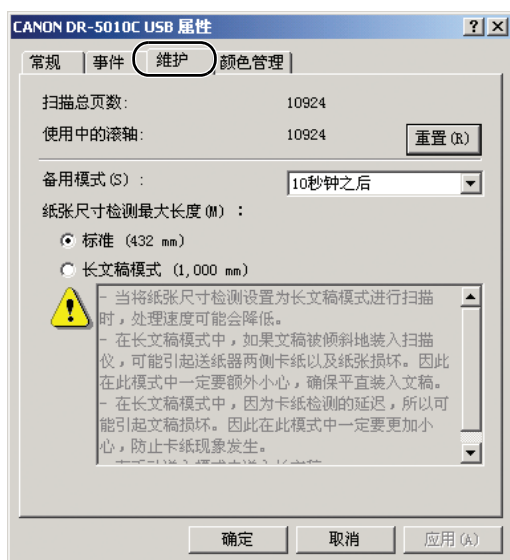 CANON DR-5010C USB 属性
常规 事件 维护 颜色管理
扫描总页数: 10924
使用中的滚轴: 10924 重置(R)
备用模式(S) : 10秒钟之后
纸张尺寸检测最大长度(M) :
标准 (432 mm)
长文稿模式 (1,000 mm)
- 当将纸张尺寸检测设置为长文稿模式进行扫描
时，处理速度可能会降低。
- 在长文稿模式中，如果文稿被倾斜地装入扫描
仪，可能引起送纸器两侧卡纸以及纸张损坏。因此
在此模式中一定要额外小心，确保平直装入文稿。
- 在长文稿模式中，因为卡纸检测的延迟，所以可
能引起文稿损坏。因此在此模式中一定要更加小
心，防止卡纸现象发生。
确定 取消 应用(A)